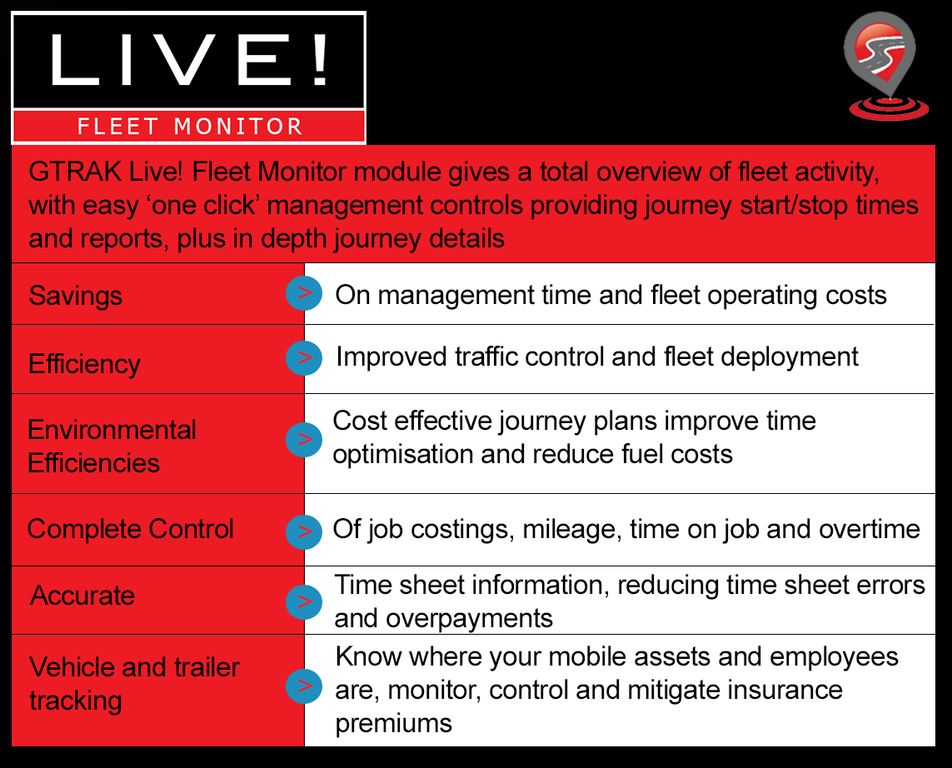 LIVE!
FLEET MONITOR
GTRAK Live! Fleet Monitor module gives a total overview of fleet activity,
with easy ‘one click’ management controls providing journey start/stop times
and reports, plus in depth journey details
Savings
>
On management time and fleet operating costs
Efficiency
>
Improved traffic control and fleet deployment
Environmental
Efficiencies
>
Cost effective journey plans improve time
optimisation and reduce fuel costs
Complete Control
>
Of job costings, mileage, time on job and overtime
Accurate
>
Time sheet information, reducing time sheet errors
and overpayments
Vehicle and trailer
tracking
>
Know where your mobile assets and employees
are, monitor, control and mitigate insurance
premiums